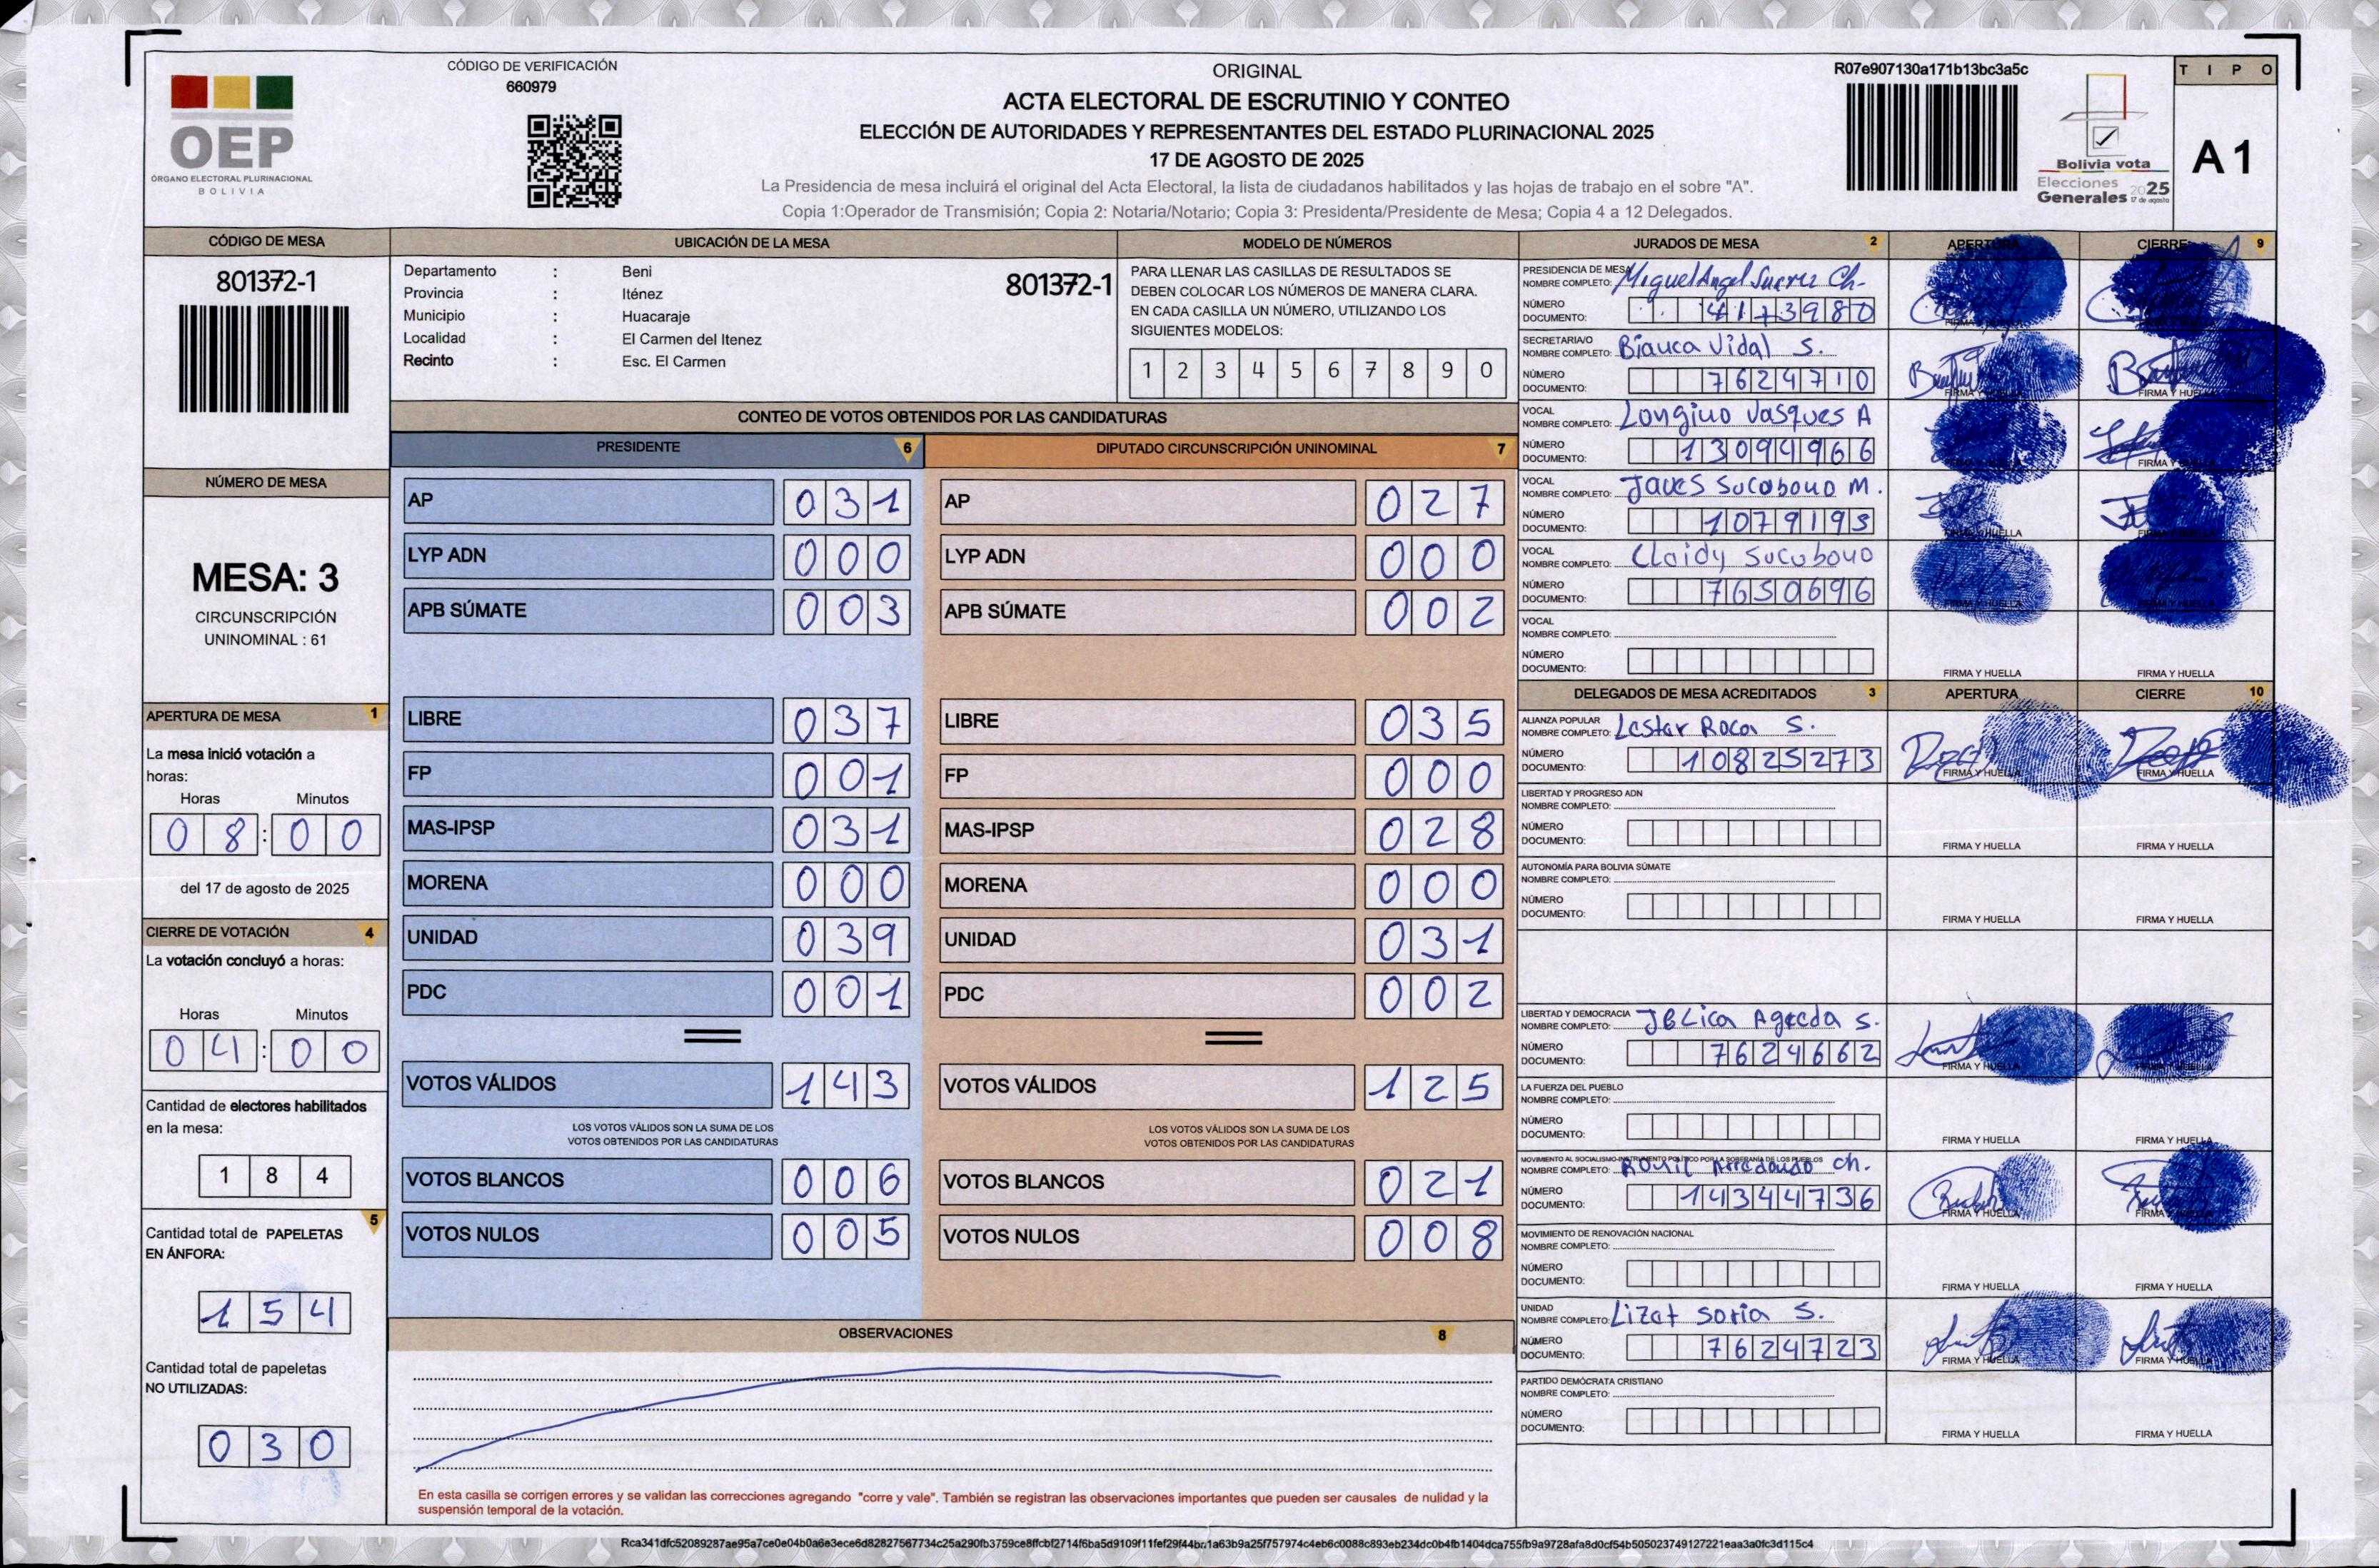 CÓDIGO DE VERIFICACIÓN
660979
OEP
ÓRGANO ELECTORAL PLURINACIONAL
BOLIVIA
ORIGINAL
ACTA ELECTORAL DE ESCRUTINIO Y CONTEO
ELECCIÓN DE AUTORIDADES Y REPRESENTANTES DEL ESTADO PLURINACIONAL 2025
17 DE AGOSTO DE 2025
La Presidencia de mesa incluirá el original del Acta Electoral, la lista de ciudadanos habilitados y las hojas de trabajo en el sobre "A".
Copia 1:Operador de Transmisión; Copia 2: Notaria/Notario; Copia 3: Presidenta/Presidente de Mesa; Copia 4 a 12 Delegados.
R07e907130a171b13bc3a5c
Bolivia vota
Elecciones
Generales 2025
17 de agosto
TIPO
A 1
CÓDIGO DE MESA
801372-1
NÚMERO DE MESA
MESA: 3
CIRCUNSCRIPCIÓN
UNINOMINAL : 61
APERTURA DE MESA 1
La mesa inició votación a
horas:
Horas Minutos
08:00
del 17 de agosto de 2025
CIERRE DE VOTACIÓN 4
La votación concluyó a horas:
Horas Minutos
04:00
Cantidad de electores habilitados
en la mesa:
184
5
Cantidad total de PAPELETAS
EN ÁNFORA:
154
Cantidad total de papeletas
NO UTILIZADAS:
030
UBICACIÓN DE LA MESA
Departamento : Beni
801372-1
Provincia : Iténez
Municipio : Huacaraje
Localidad : El Carmen del Itenez
Recinto : Esc. El Carmen
MODELO DE NÚMEROS
PARA LLENAR LAS CASILLAS DE RESULTADOS SE
DEBEN COLOCAR LOS NÚMEROS DE MANERA CLARA.
EN CADA CASILLA UN NÚMERO, UTILIZANDO LOS
SIGUIENTES MODELOS:
1 2 3 4 5 6 7 8 9 0
CONTEO DE VOTOS OBTENIDOS POR LAS CANDIDATURAS
PRESIDENTE 6
AP 031
LYP ADN 000
APB SÚMATE 003
LIBRE 037
FP 001
MAS-IPSP 031
MORENA 000
UNIDAD 039
PDC 001
VOTOS VÁLIDOS 143
LOS VOTOS VÁLIDOS SON LA SUMA DE LOS
VOTOS OBTENIDOS POR LAS CANDIDATURAS
VOTOS BLANCOS 006
VOTOS NULOS 005
DIPUTADO CIRCUNSCRIPCIÓN UNINOMINAL 7
AP 027
LYP ADN 000
APB SÚMATE 002
LIBRE 035
FP 000
MAS-IPSP 028
MORENA 000
UNIDAD 031
PDC 002
VOTOS VÁLIDOS 125
LOS VOTOS VÁLIDOS SON LA SUMA DE LOS
VOTOS OBTENIDOS POR LAS CANDIDATURAS
VOTOS BLANCOS 021
VOTOS NULOS 008
OBSERVACIONES 8
En esta casilla se corrigen errores y se validan las correcciones agregando "corre y vale". También se registran las observaciones importantes que pueden ser causales de nulidad y la
suspensión temporal de la votación.
JURADOS DE MESA 2 APERTURA CIERRE 9
PRESIDENCIA DE MESA
NOMBRE COMPLETO: Miguel Angel Suarez Ch.
NÚMERO
DOCUMENTO: 4173980
SECRETARIA/O
NOMBRE COMPLETO: Bianca Vidal S.
NÚMERO
DOCUMENTO: 7624710
FIRMA Y HUELLA FIRMA Y HUELLA
VOCAL
NOMBRE COMPLETO: Longino Vasques A
NÚMERO
DOCUMENTO: 13094966
FIRMA Y
VOCAL
NOMBRE COMPLETO: Sucobono M.
NÚMERO
DOCUMENTO: 1079193
FIRMA Y HUELLA FIRMA Y HUELLA
VOCAL
NOMBRE COMPLETO: Claidy Sucobono
NÚMERO
DOCUMENTO: 7650696
FIRMA Y HUELLA FIRMA Y HUELLA
VOCAL
NOMBRE COMPLETO:
NÚMERO
DOCUMENTO:
FIRMA Y HUELLA FIRMA Y HUELLA
DELEGADOS DE MESA ACREDITADOS 3 APERTURA CIERRE 10
ALIANZA POPULAR
NOMBRE COMPLETO: Lestar Roca S.
NÚMERO
DOCUMENTO: 10825273
FIRMA Y HUELLA FIRMA Y HUELLA
LIBERTAD Y PROGRESO ADN
NOMBRE COMPLETO:
NÚMERO
DOCUMENTO:
FIRMA Y HUELLA FIRMA Y HUELLA
AUTONOMÍA PARA BOLIVIA SÚMATE
NOMBRE COMPLETO:
NÚMERO
DOCUMENTO:
FIRMA Y HUELLA FIRMA Y HUELLA
LIBERTAD Y DEMOCRACIA
NOMBRE COMPLETO: S.
NÚMERO
DOCUMENTO: 7624662
FIRMA Y HUELLA FIRMA Y HUELLA
LA FUERZA DEL PUEBLO
NOMBRE COMPLETO:
NÚMERO
DOCUMENTO:
FIRMA Y HUELLA FIRMA Y HUELLA
MOVIMIENTO AL SOCIALISMO-INSTRUMENTO POLÍTICO POR LA SOBERANÍA DE LOS PUEBLOS
NOMBRE COMPLETO: Arredondo Ch.
NÚMERO
DOCUMENTO: 14344736
FIRMA Y HUELLA FIRMA Y HUELLA
MOVIMIENTO DE RENOVACIÓN NACIONAL
NOMBRE COMPLETO:
NÚMERO
DOCUMENTO:
FIRMA Y HUELLA FIRMA Y HUELLA
UNIDAD
NOMBRE COMPLETO: Lizat Soria S.
NÚMERO
DOCUMENTO: 7624723
FIRMA Y HUELLA FIRMA Y HUELLA
PARTIDO DEMÓCRATA CRISTIANO
NOMBRE COMPLETO:
NÚMERO
DOCUMENTO:
FIRMA Y HUELLA FIRMA Y HUELLA